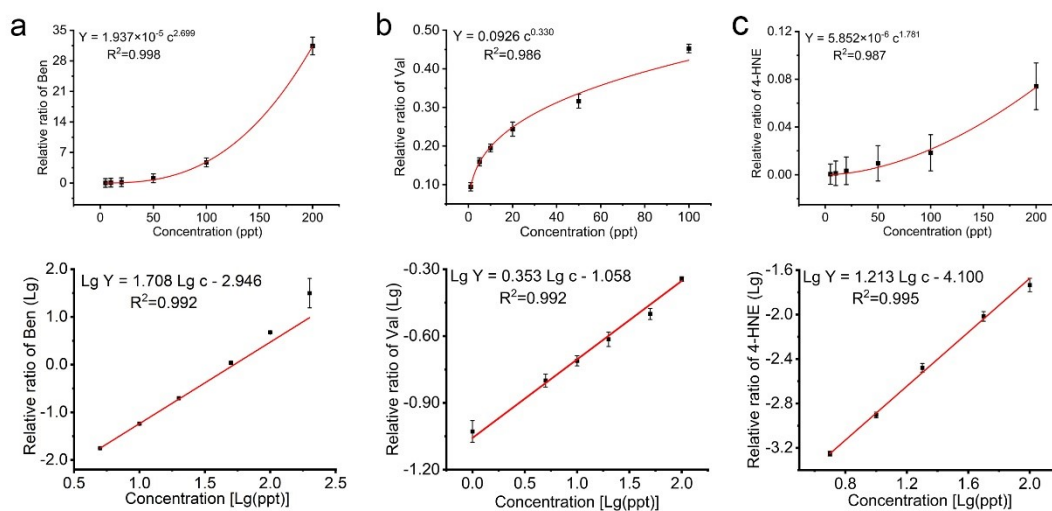 a
Y = 1.937×10⁻⁵ c²·⁶⁹⁹
R²=0.998
Relative ratio of Ben
35
28
21
14
7
0
0 50 100 150 200
Concentration (ppt)
b
Y = 0.0926 c⁰·³³⁰
R²=0.986
Relative ratio of Val
0.50
0.40
0.30
0.20
0.10
0 20 40 60 80 100
Concentration (ppt)
c
Y = 5.852×10⁻⁶ c¹·⁷⁸¹
R²=0.987
Relative ratio of 4-HNE
0.12
0.08
0.04
0.00
0 50 100 150 200
Concentration (ppt)
Lg Y = 1.708 Lg c - 2.946
R²=0.992
Relative ratio of Ben (Lg)
2.0
1.0
0.0
-1.0
-2.0
0.5 1.0 1.5 2.0 2.5
Concentration [Lg(ppt)]
Lg Y = 0.353 Lg c - 1.058
R²=0.992
Relative ratio of Val (Lg)
-0.30
-0.60
-0.90
-1.20
0.0 0.5 1.0 1.5 2.0
Concentration [Lg(ppt)]
Lg Y = 1.213 Lg c - 4.100
R²=0.995
Relative ratio of 4-HNE (Lg)
-1.6
-2.0
-2.4
-2.8
-3.2
0.8 1.2 1.6 2.0
Concentration [Lg(ppt)]